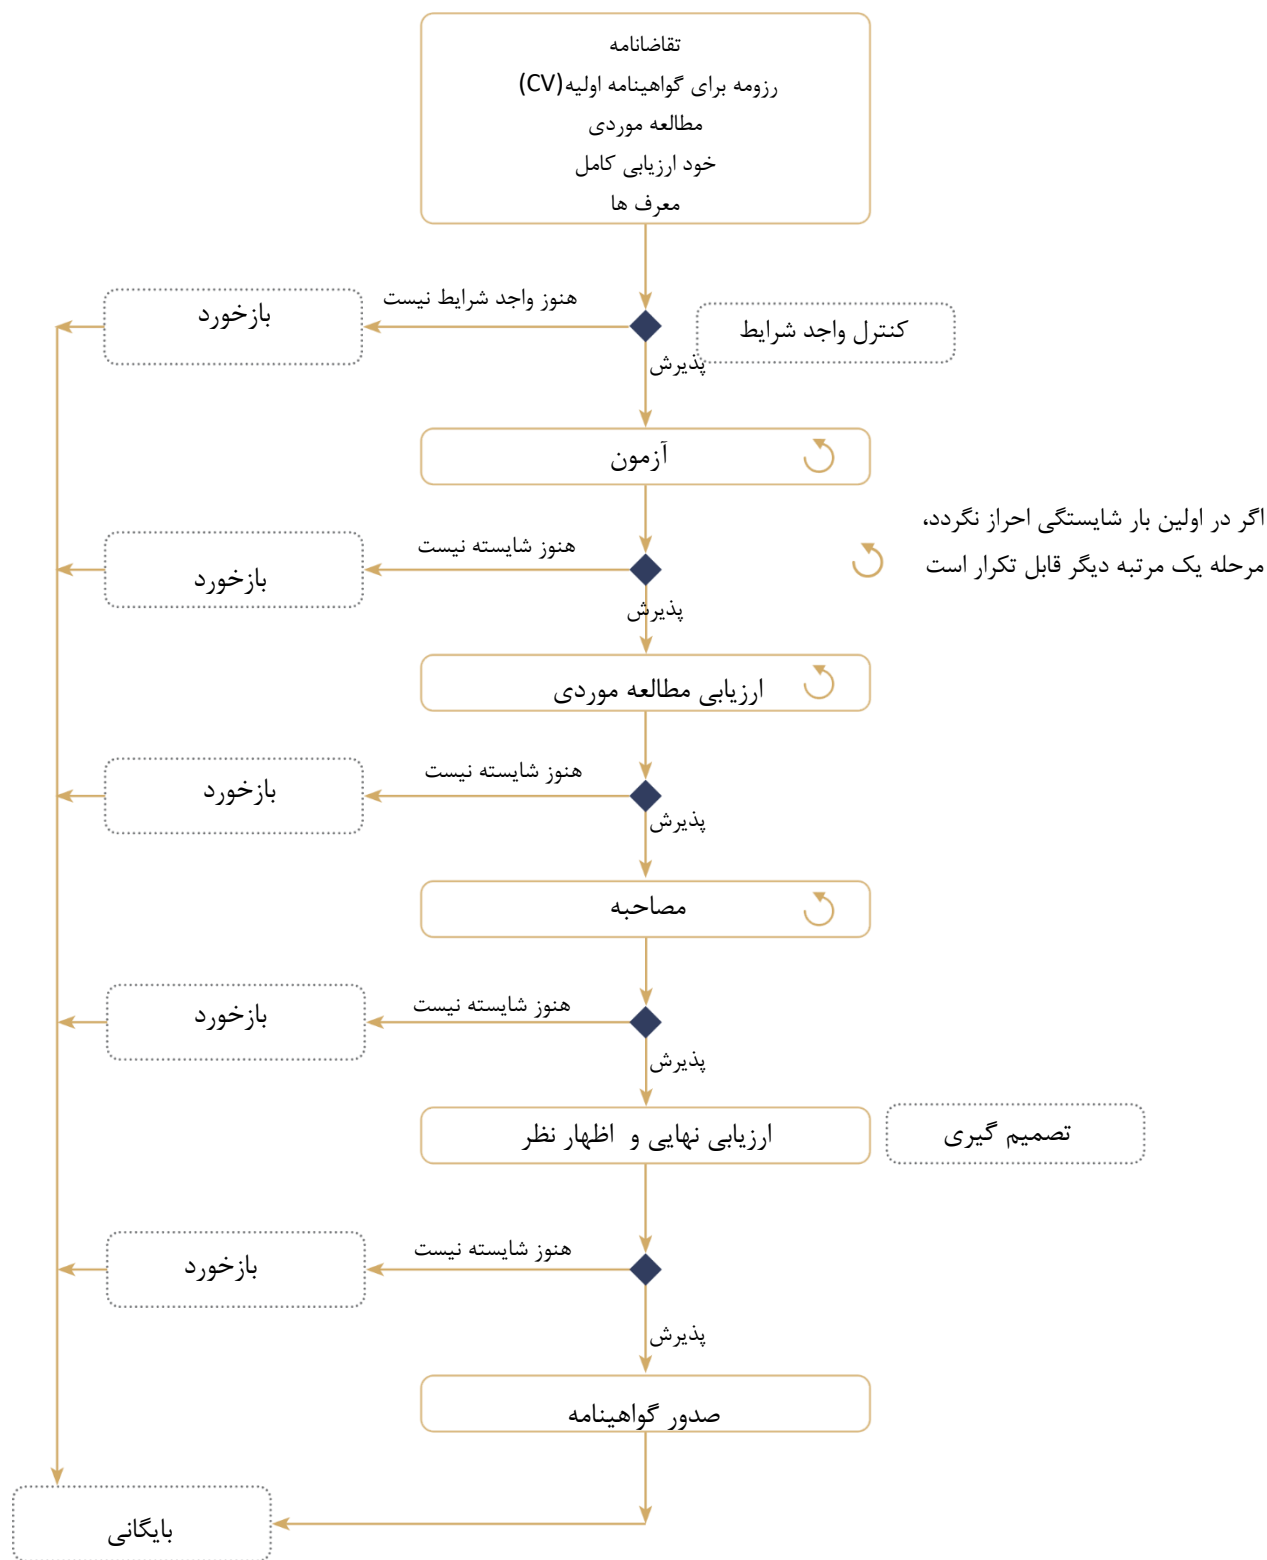 تقاضانامه
رزومه برای گواهینامه اولیه(CV)
مطالعه موردی
خود ارزیابی کامل
معرف ها
کنترل واجد شرایط
هنوز واجد شرایط نیست
بازخورد
پذیرش
آزمون
اگر در اولین بار شایستگی احراز نگردد،
مرحله یک مرتبه دیگر قابل تکرار است
هنوز شایسته نیست
بازخورد
پذیرش
ارزیابی مطالعه موردی
هنوز شایسته نیست
بازخورد
پذیرش
مصاحبه
هنوز شایسته نیست
بازخورد
پذیرش
تصمیم گیری
ارزیابی نهایی و اظهار نظر
هنوز شایسته نیست
بازخورد
پذیرش
صدور گواهینامه
بایگانی